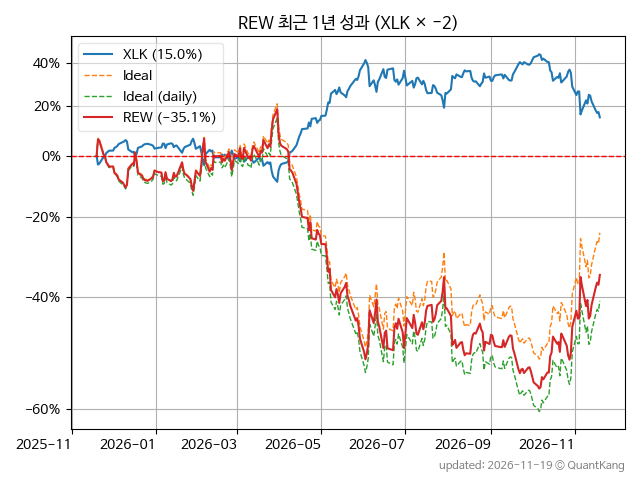 REW 최근 1년 성과 (XLK × −2)
XLK (15.0%)
Ideal
Ideal (daily)
REW (−35.1%)
40%
20%
0%
−20%
−40%
−60%
2025-11
2026-01
2026-03
2026-05
2026-07
2026-09
2026-11
updated: 2026-11-19 © QuantKang